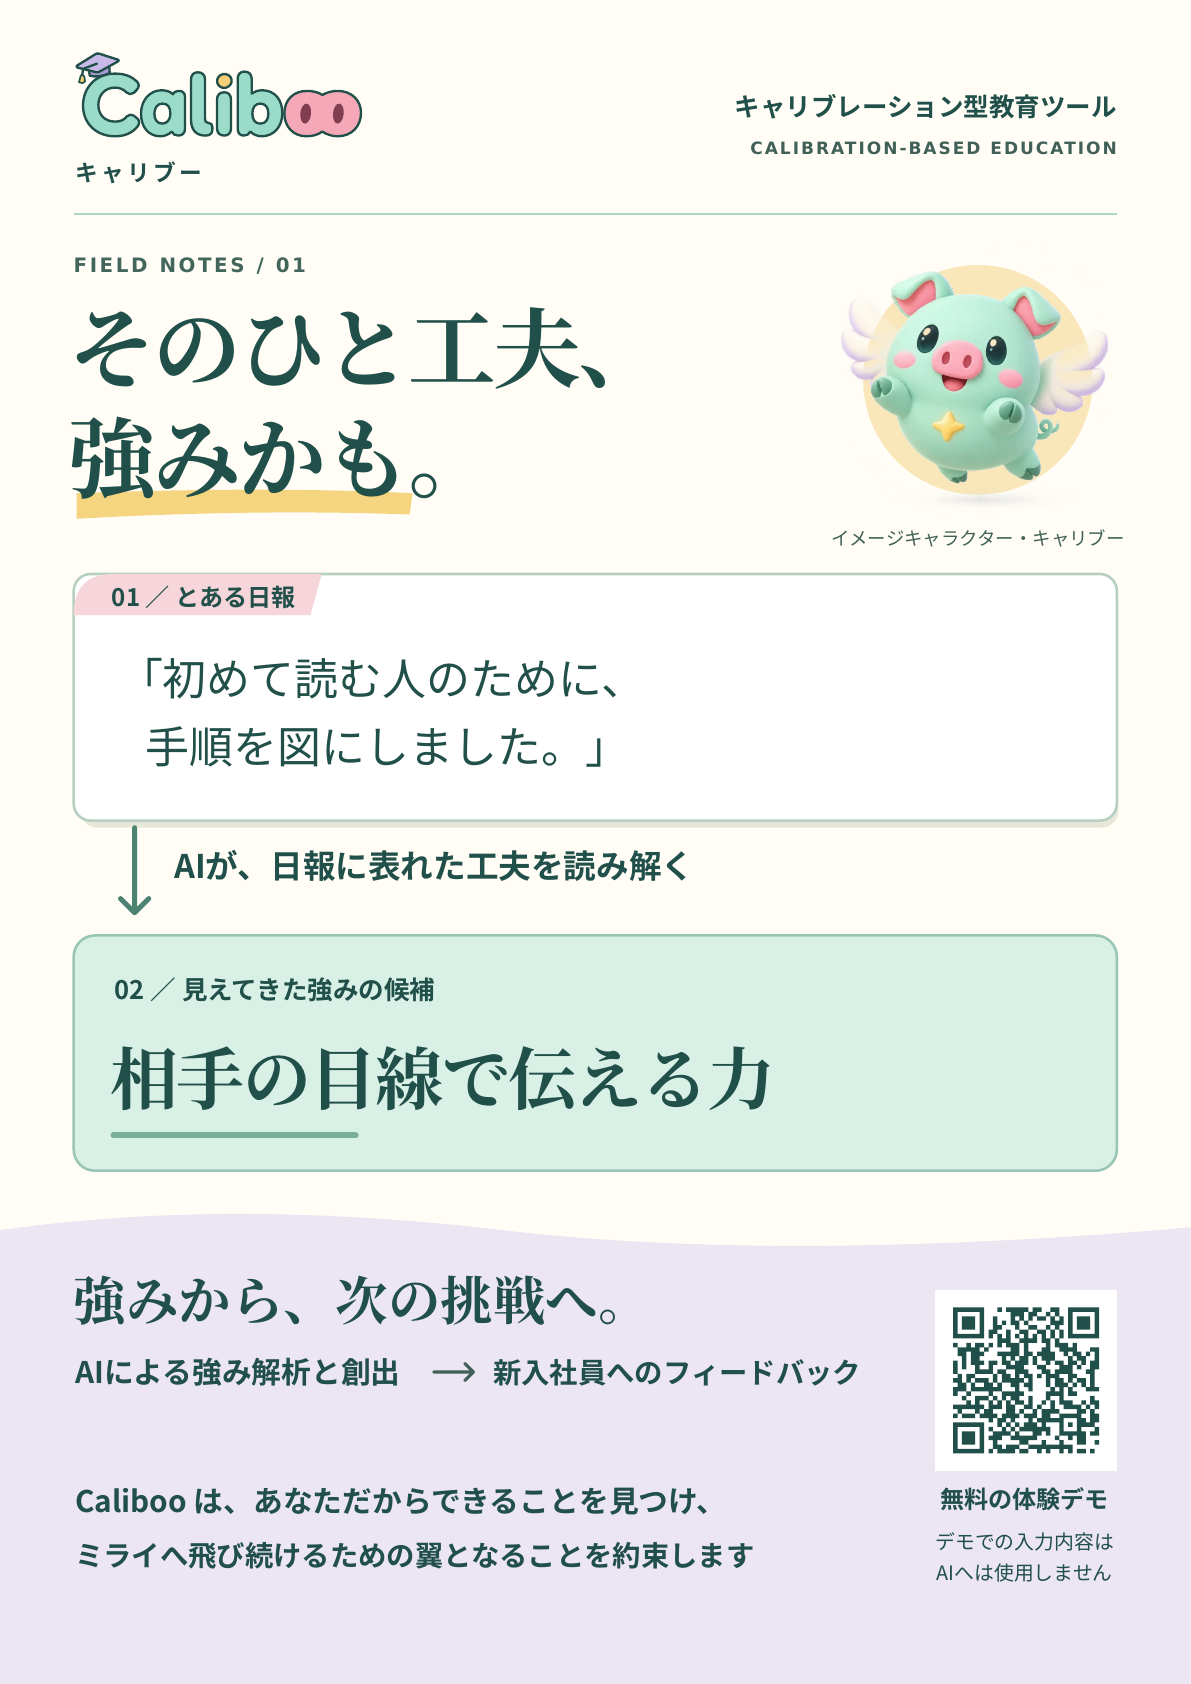 Caliboo
キャリブー
キャリブレーション型教育ツール
CALIBRATION-BASED EDUCATION
FIELD NOTES / 01
そのひと工夫、
強みかも。
イメージキャラクター・キャリブー
01 ／ とある日報
「初めて読む人のために、
手順を図にしました。」
AIが、日報に表れた工夫を読み解く
02 ／ 見えてきた強みの候補
相手の目線で伝える力
強みから、次の挑戦へ。
AIによる強み解析と創出 → 新入社員へのフィードバック
Caliboo は、あなただからできることを見つけ、
ミライへ飛び続けるための翼となることを約束します
無料の体験デモ
デモでの入力内容は
AIへは使用しません